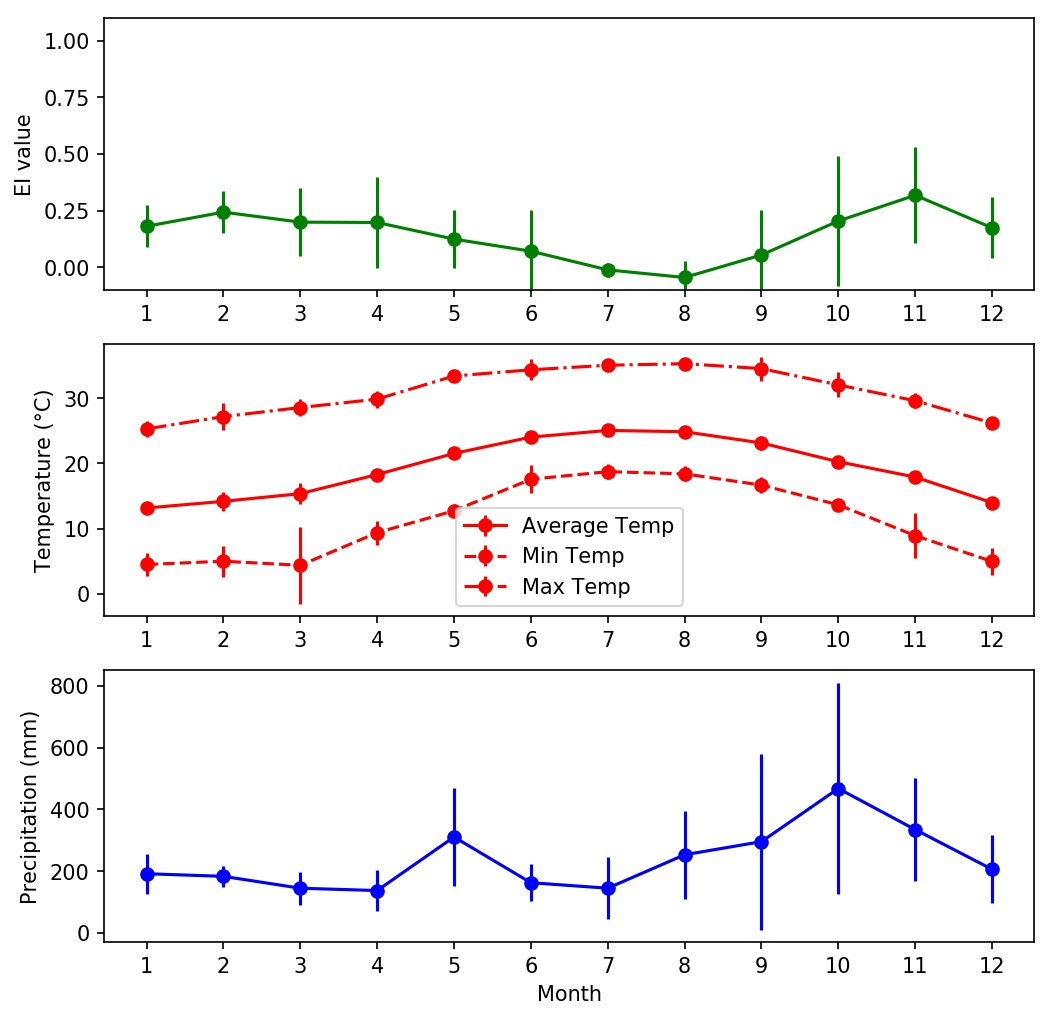 1.00
0.75
0.50
0.25
0.00
EI value
1 2 3 4 5 6 7 8 9 10 11 12
30
20
10
0
Temperature (°C)
Average Temp
Min Temp
Max Temp
1 2 3 4 5 6 7 8 9 10 11 12
800
600
400
200
0
Precipitation (mm)
1 2 3 4 5 6 7 8 9 10 11 12
Month